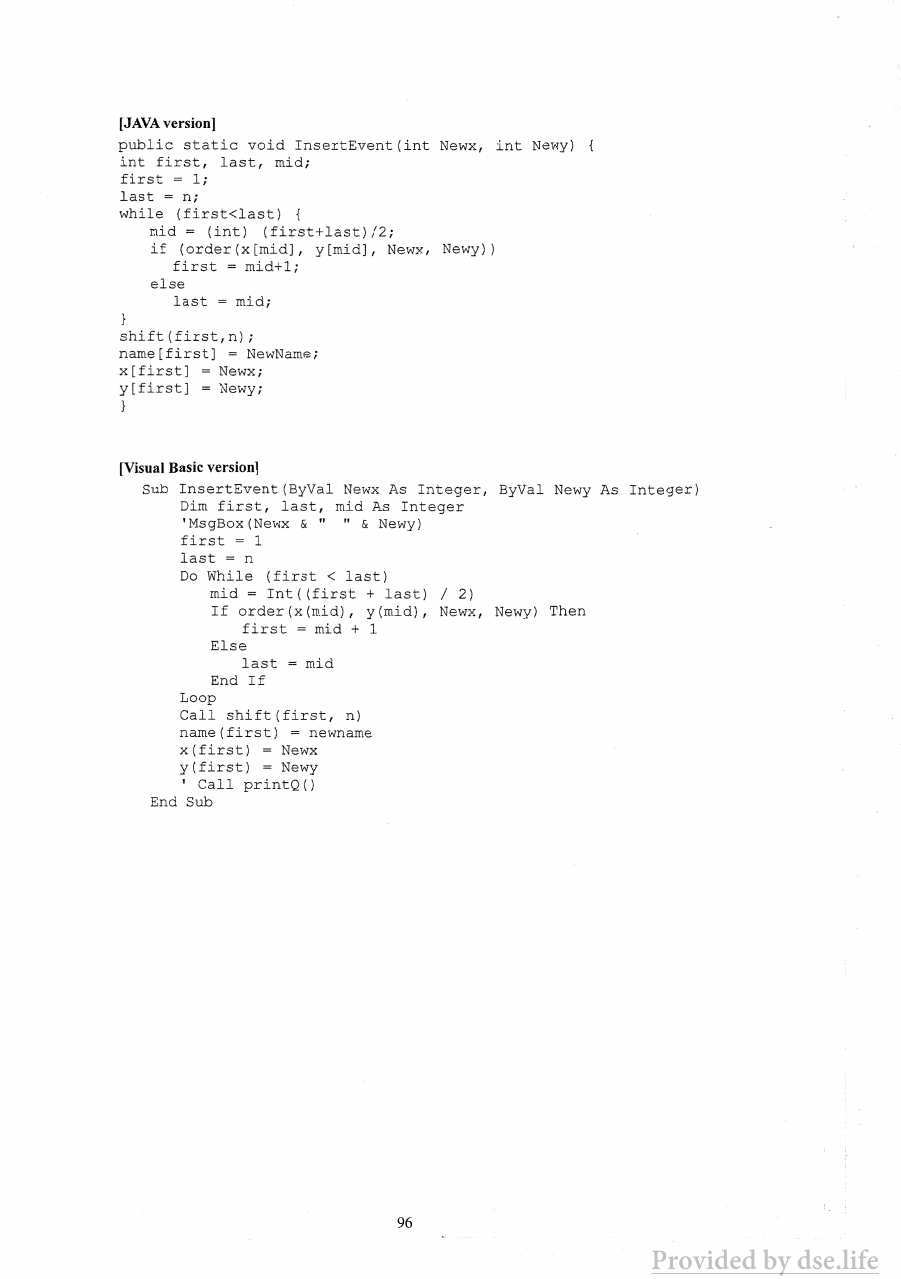 [JAVA version]
public static void InsertEvent(int Newx, int Newy) {
int first, last, mid;
first = 1;
last = n;
while (first<last) {
mid = (int) (first+last)/2;
if (order(x[mid], y[mid], Newx, Newy))
first = mid+1;
else
last = mid;
}
shift(first,n);
name[first] = NewName;
x[first] = Newx;
y[first] = Newy;
}
[Visual Basic version]
Sub InsertEvent(ByVal Newx As Integer, ByVal Newy As Integer)
Dim first, last, mid As Integer
'MsgBox(Newx & " " & Newy)
first = 1
last = n
Do While (first < last)
mid = Int((first + last) / 2)
If order(x(mid), y(mid), Newx, Newy) Then
first = mid + 1
Else
last = mid
End If
Loop
Call shift(first, n)
name(first) = newname
x(first) = Newx
y(first) = Newy
' Call printQ()
End Sub
96
Provided by dse.life